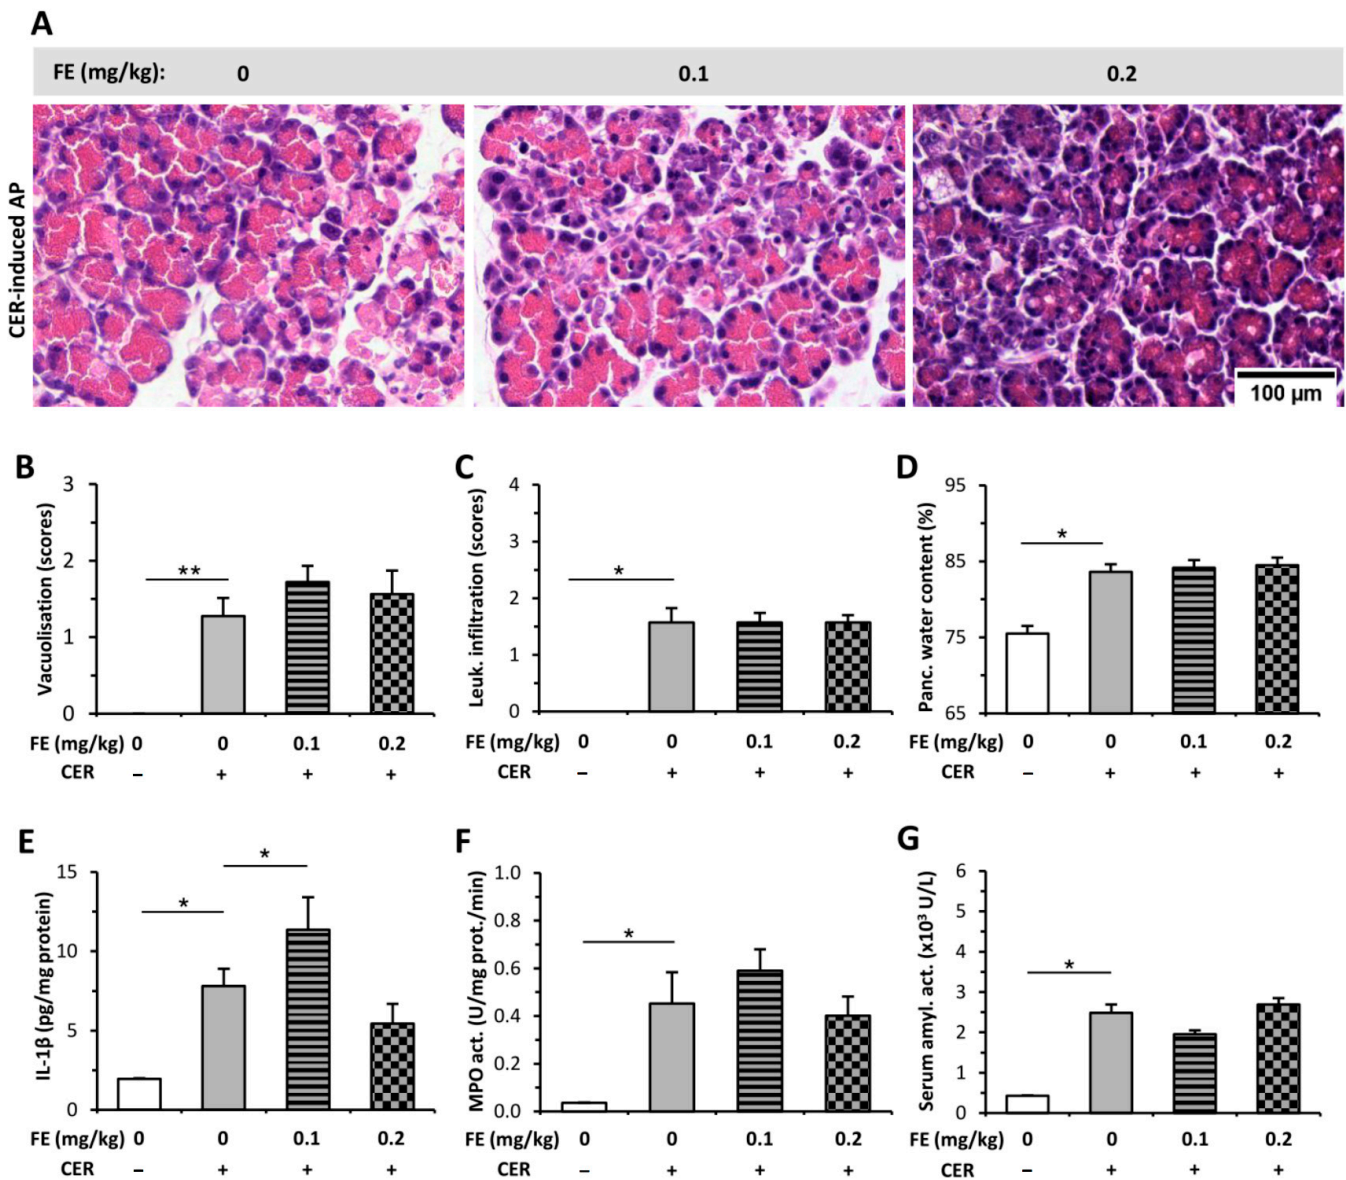 A
FE (mg/kg): 0 0.1 0.2
CER-induced AP
100 µm
B
Vacuolisation (scores)
3
2
1
0
**
FE (mg/kg) 0 0 0.1 0.2
CER – + + +
C
Leuk. infiltration (scores)
4
3
2
1
0
*
FE (mg/kg) 0 0 0.1 0.2
CER – + + +
D
Panc. water content (%)
95
85
75
65
*
FE (mg/kg) 0 0 0.1 0.2
CER – + + +
E
IL-1β (pg/mg protein)
15
10
5
0
*
*
FE (mg/kg) 0 0 0.1 0.2
CER – + + +
F
MPO act. (U/mg prot./min)
1.0
0.8
0.6
0.4
0.2
0.0
*
FE (mg/kg) 0 0 0.1 0.2
CER – + + +
G
Serum amyl. act. (x10³ U/L)
6
5
4
3
2
1
0
*
FE (mg/kg) 0 0 0.1 0.2
CER – + + +